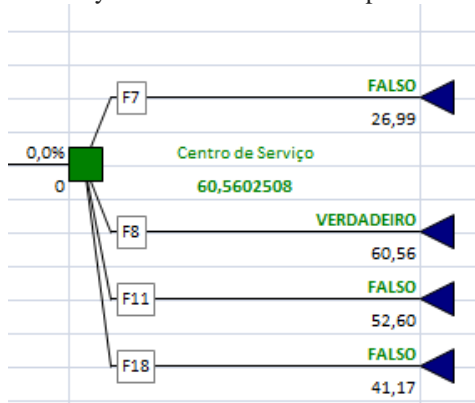 F7
FALSO
26,99
0,0%
Centro de Serviço
0
60,5602508
F8
VERDADEIRO
60,56
F11
FALSO
52,60
F18
FALSO
41,17